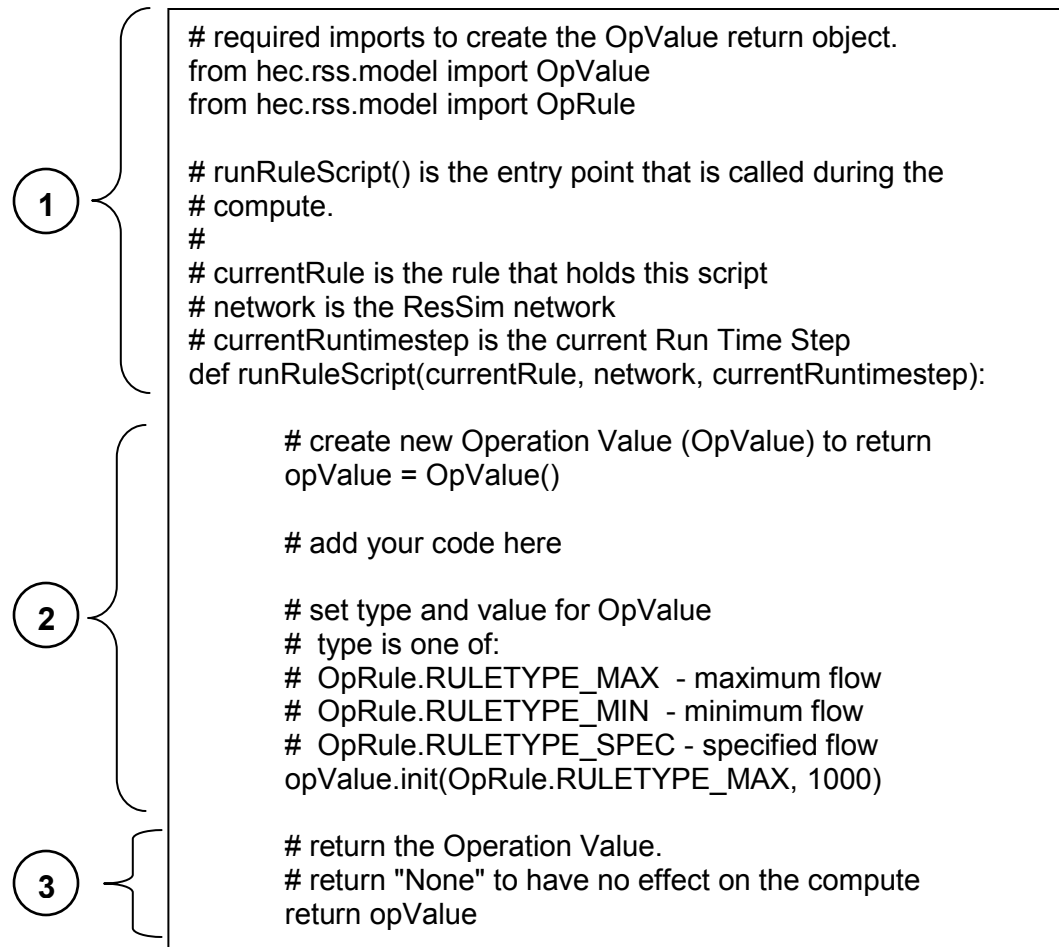 # required imports to create the OpValue return object.
from hec.rss.model import OpValue
from hec.rss.model import OpRule
# runRuleScript() is the entry point that is called during the
# compute.
#
# currentRule is the rule that holds this script
# network is the ResSim network
# currentRuntimestep is the current Run Time Step
def runRuleScript(currentRule, network, currentRuntimestep):
1
# create new Operation Value (OpValue) to return
opValue = OpValue()
# add your code here
# set type and value for OpValue
#  type is one of:
#  OpRule.RULETYPE_MAX  - maximum flow
#  OpRule.RULETYPE_MIN  - minimum flow
#  OpRule.RULETYPE_SPEC - specified flow
opValue.init(OpRule.RULETYPE_MAX, 1000)
2
# return the Operation Value.
# return "None" to have no effect on the compute
return opValue
3